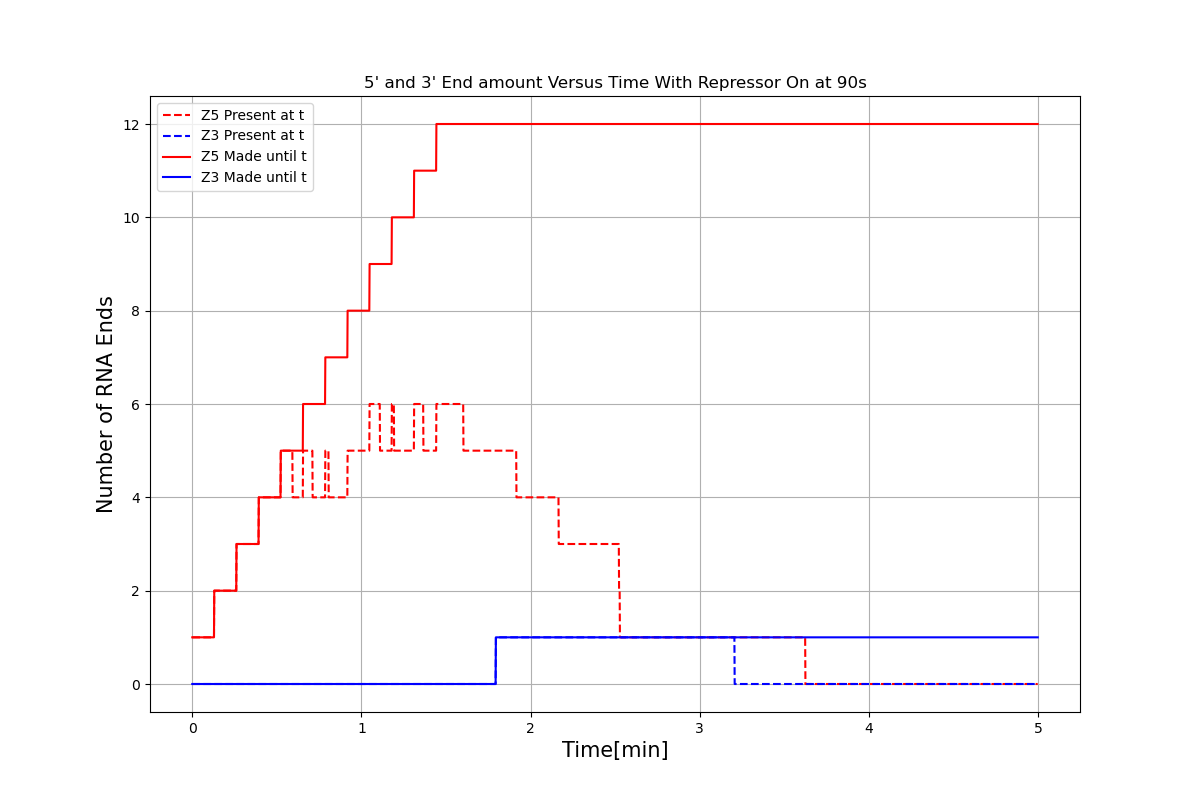 5' and 3' End amount Versus Time With Repressor On at 90s
Z5 Present at t
Z3 Present at t
Z5 Made until t
Z3 Made until t
12
10
8
6
4
2
0
Number of RNA Ends
0 1 2 3 4 5
Time[min]